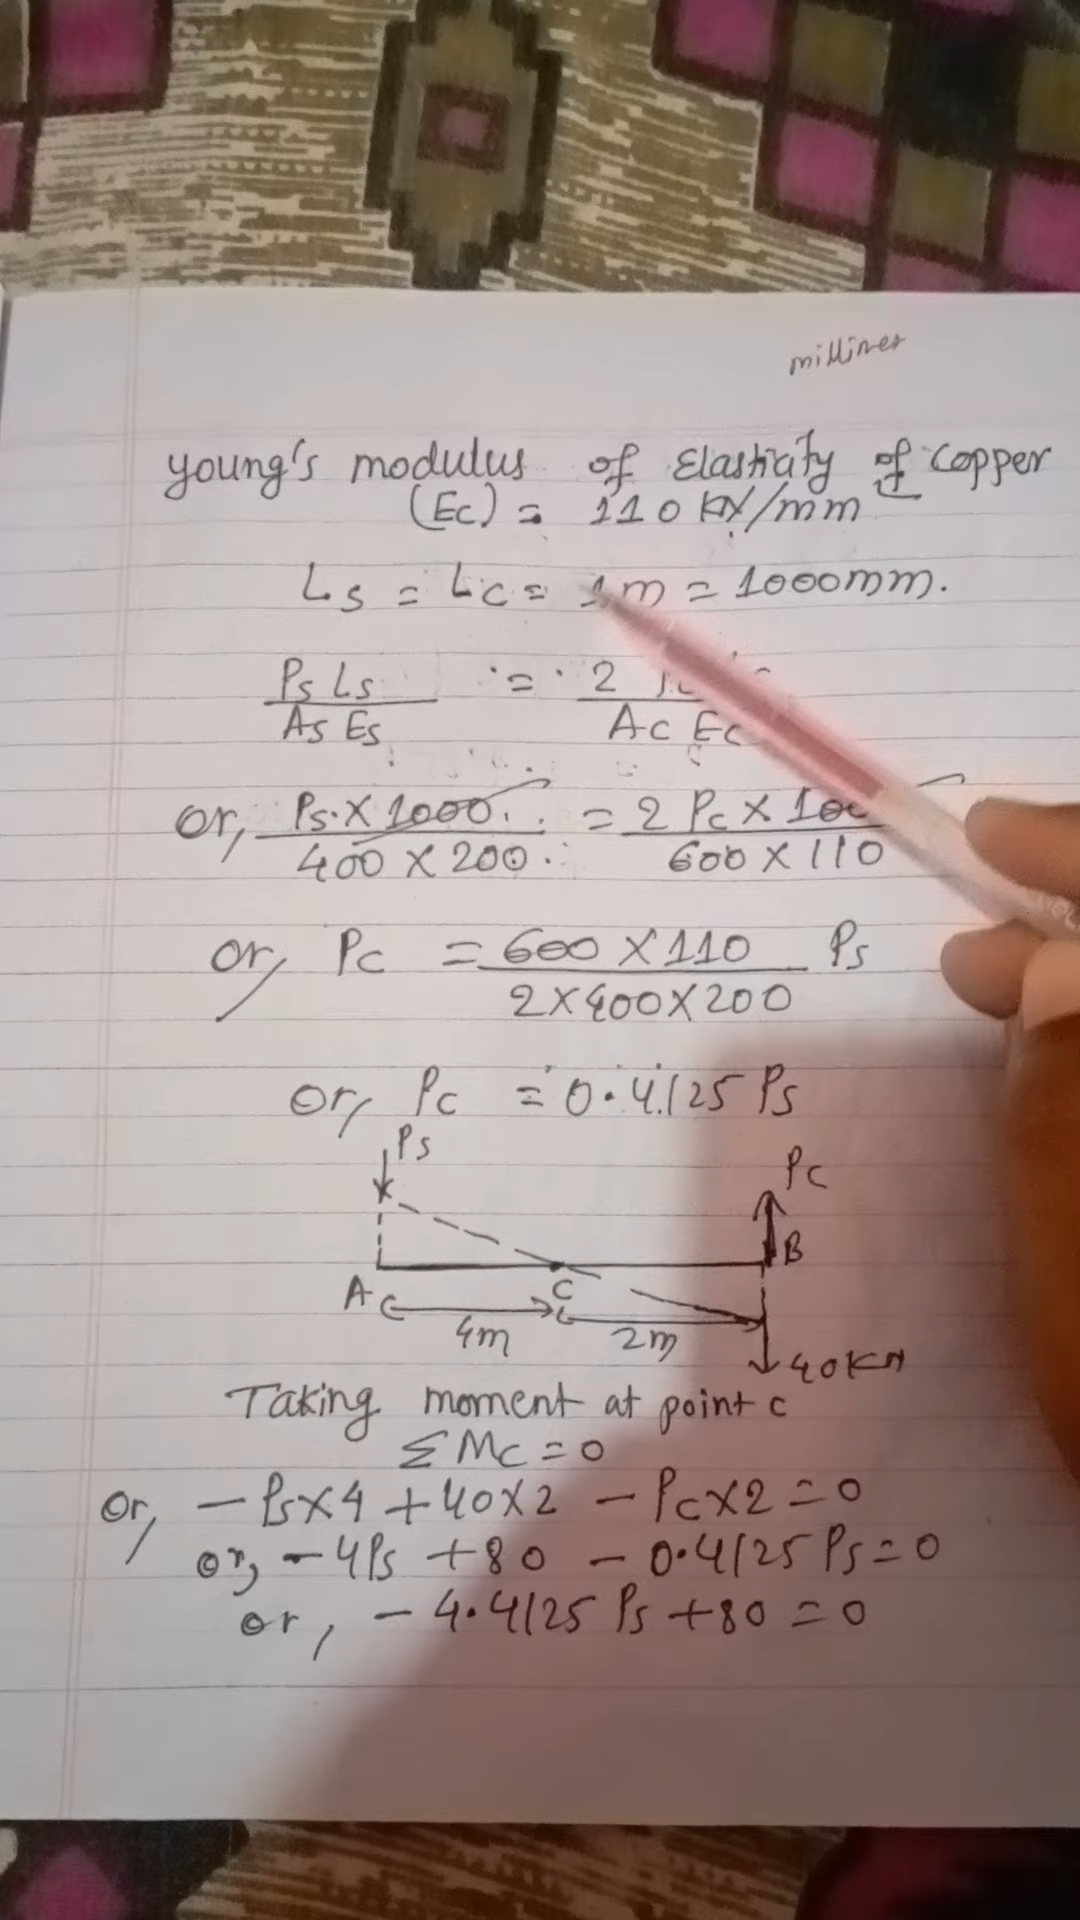 milliner
young's modulus of Elasticity of copper
(Ec) = 110 KN/mm
Ls = Lc = 1m = 1000mm.
Ps Ls = 2
As Es Ac Ec
or, Ps × 1000 = 2 Pc × 100
400 × 200 600 × 110
or, Pc = 600 × 110 Ps
2×400×200
or, Pc = 0.4125 Ps
Ps
Pc
B
A C
4m 2m
40KN
Taking moment at point c
ΣMc = 0
or, - Ps×4 + 40×2 - Pc×2 = 0
or, - 4Ps + 80 - 0.4125 Ps = 0
or, - 4.4125 Ps + 80 = 0